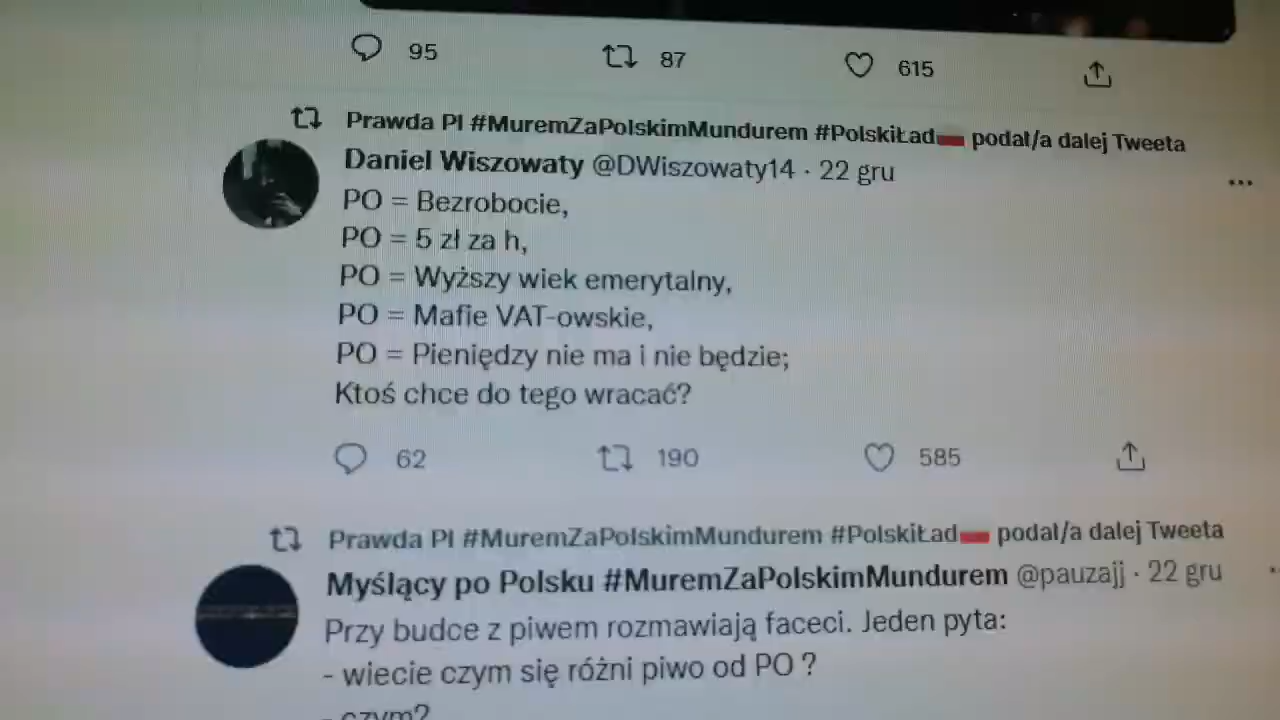 95 87 615
Prawda Pl #MuremZaPolskimMundurem #PolskiŁad🇵🇱 podał/a dalej Tweeta
Daniel Wiszowaty @DWiszowaty14 · 22 gru
PO = Bezrobocie,
PO = 5 zł za h,
PO = Wyższy wiek emerytalny,
PO = Mafie VAT-owskie,
PO = Pieniędzy nie ma i nie będzie;
Ktoś chce do tego wracać?
62 190 585
Prawda Pl #MuremZaPolskimMundurem #PolskiŁad🇵🇱 podał/a dalej Tweeta
Myślący po Polsku #MuremZaPolskimMundurem @pauzajj · 22 gru
Przy budce z piwem rozmawiają faceci. Jeden pyta:
- wiecie czym się różni piwo od PO ?
- czym?